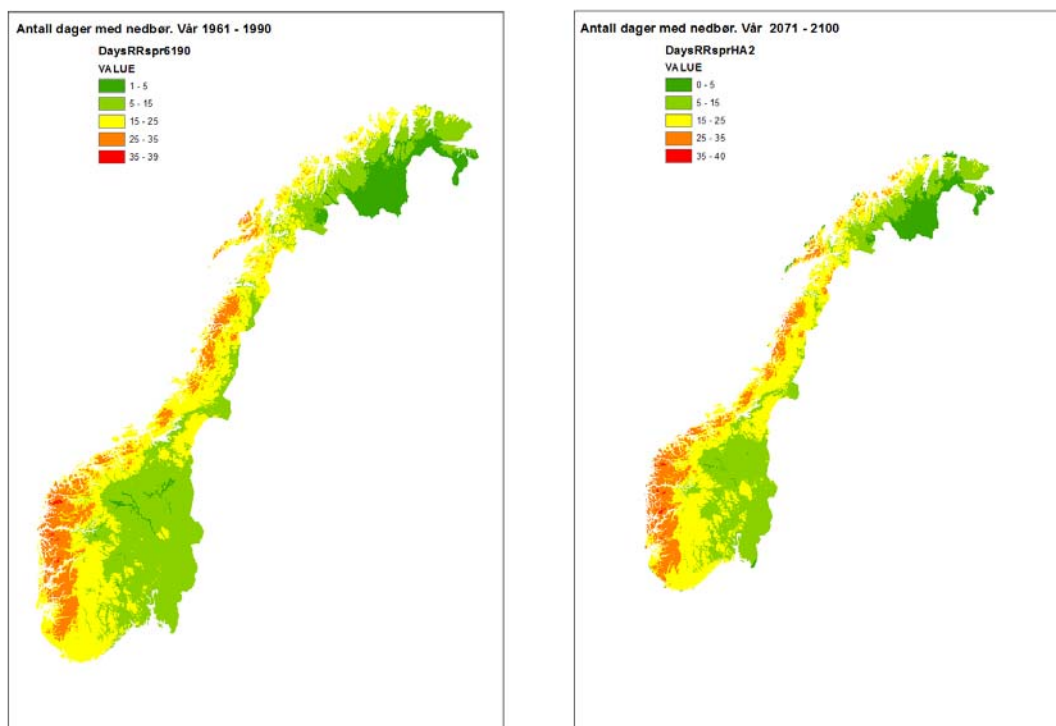 Antall dager med nedbør. Vår 1961 - 1990
DaysRRspr6190
VALUE
1 - 5
5 - 15
15 - 25
25 - 35
35 - 39
Antall dager med nedbør. Vår 2071 - 2100
DaysRRsprHA2
VALUE
0 - 5
5 - 15
15 - 25
25 - 35
35 - 40